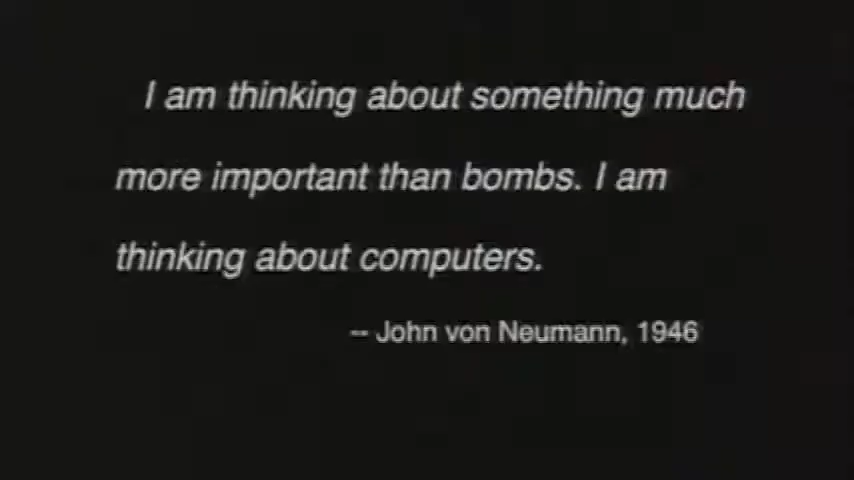 I am thinking about something much
more important than bombs. I am
thinking about computers.
-- John von Neumann, 1946